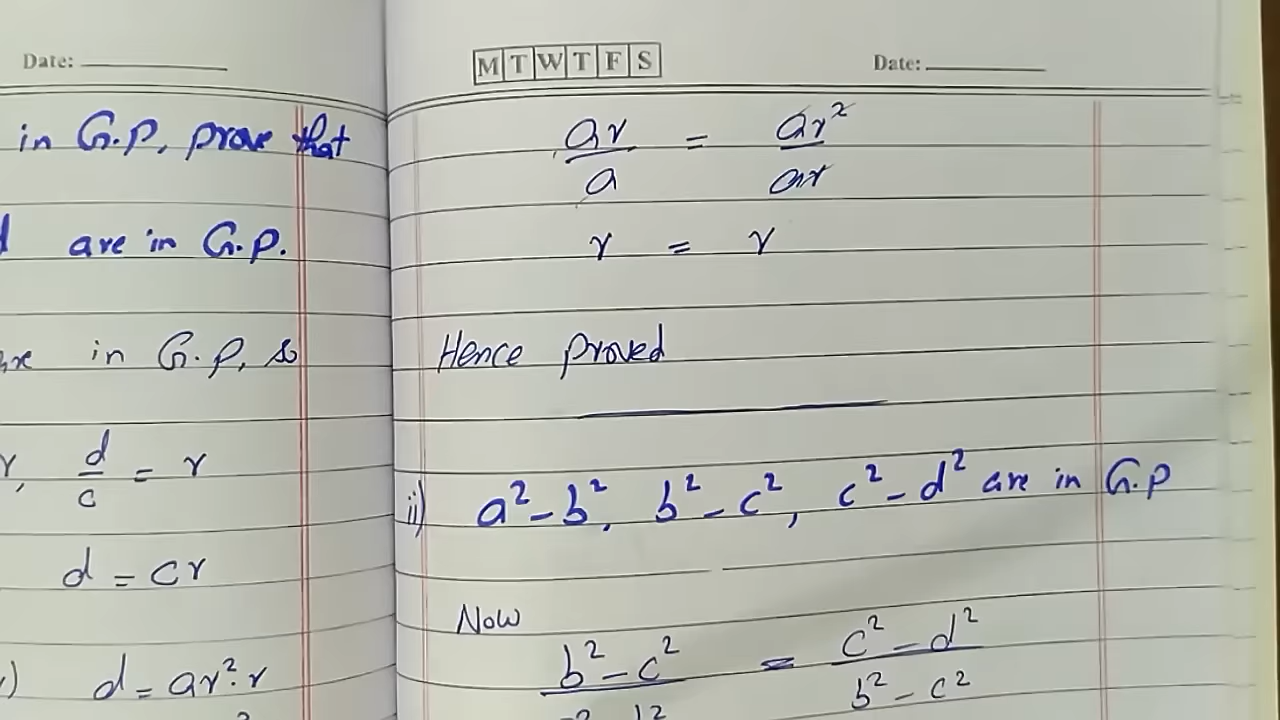 Date:
in G.P, prove that
are in G.P.
in G.P, so
r, d/c = r
d = cr
) d = ar².r
M T W T F S
Date:
ar/a = ar²/ar
r = r
Hence proved
ii) a²-b², b²-c², c²-d² are in G.P
Now
b²-c² = c²-d²
b²-c²